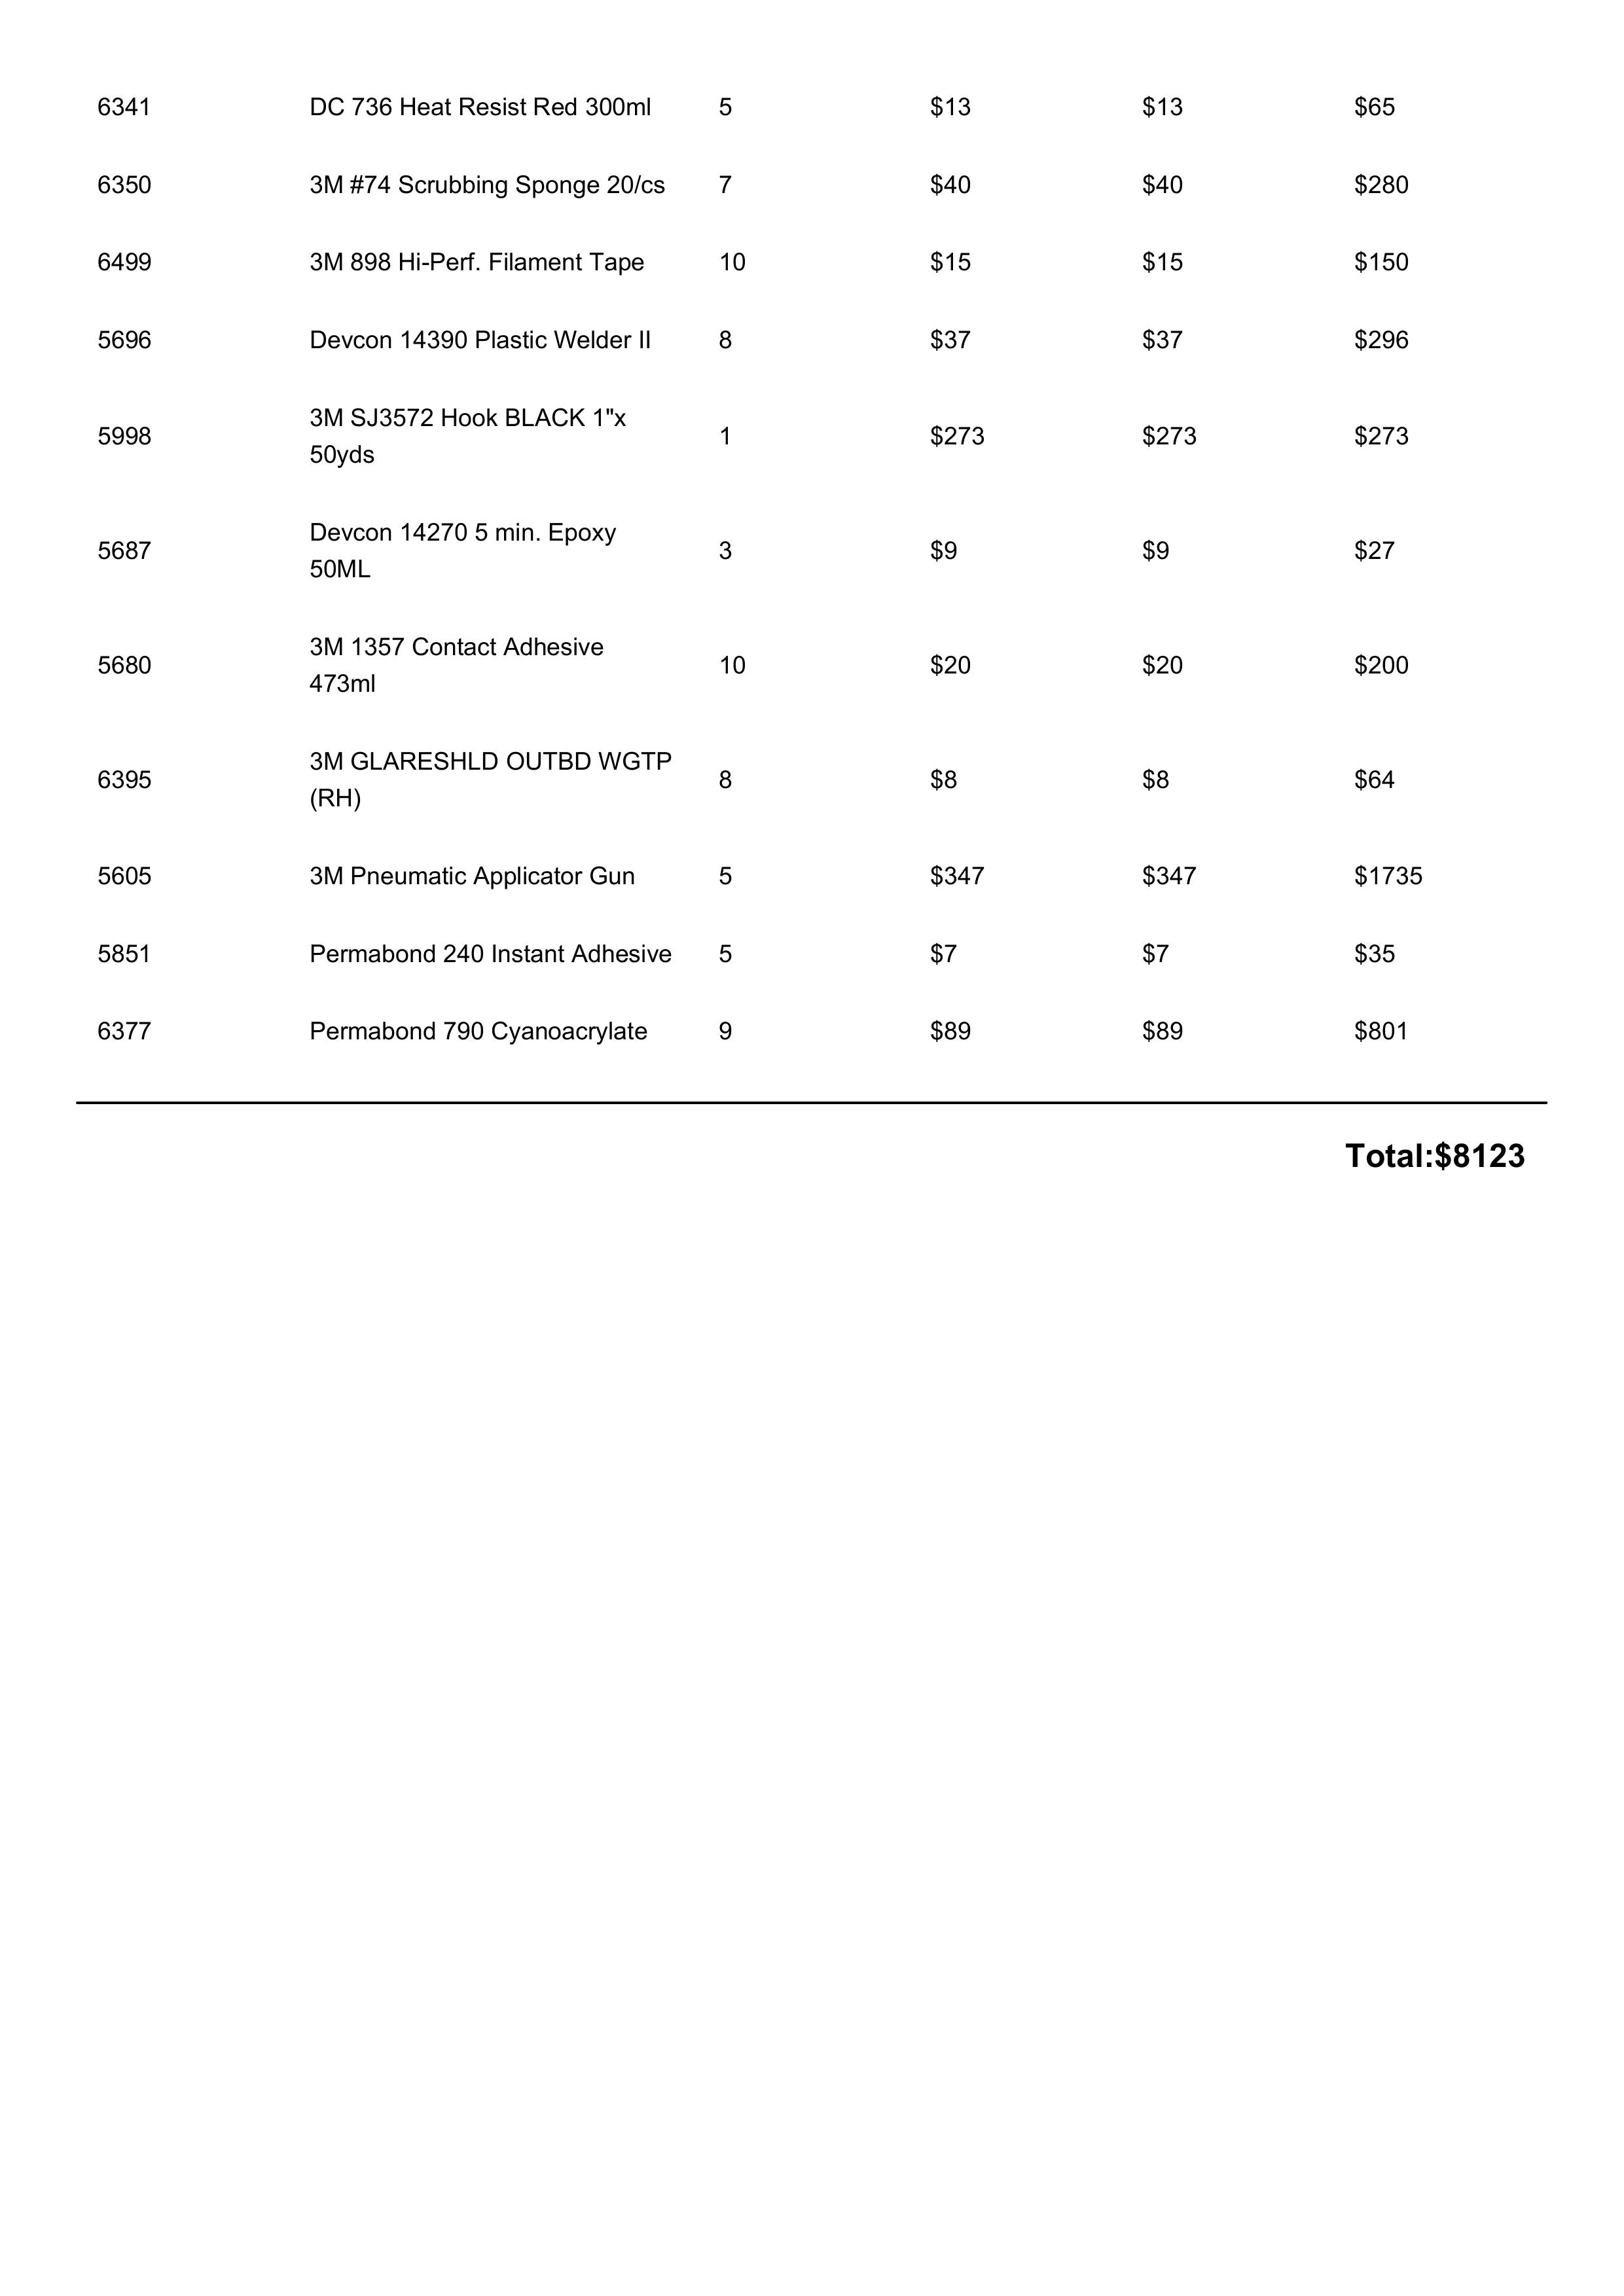 6341 DC 736 Heat Resist Red 300ml 5 $13 $13 $65
6350 3M #74 Scrubbing Sponge 20/cs 7 $40 $40 $280
6499 3M 898 Hi-Perf. Filament Tape 10 $15 $15 $150
5696 Devcon 14390 Plastic Welder II 8 $37 $37 $296
5998 3M SJ3572 Hook BLACK 1"x
50yds 1 $273 $273 $273
5687 Devcon 14270 5 min. Epoxy
50ML 3 $9 $9 $27
5680 3M 1357 Contact Adhesive
473ml 10 $20 $20 $200
6395 3M GLARESHLD OUTBD WGTP
(RH) 8 $8 $8 $64
5605 3M Pneumatic Applicator Gun 5 $347 $347 $1735
5851 Permabond 240 Instant Adhesive 5 $7 $7 $35
6377 Permabond 790 Cyanoacrylate 9 $89 $89 $801
Total:$8123